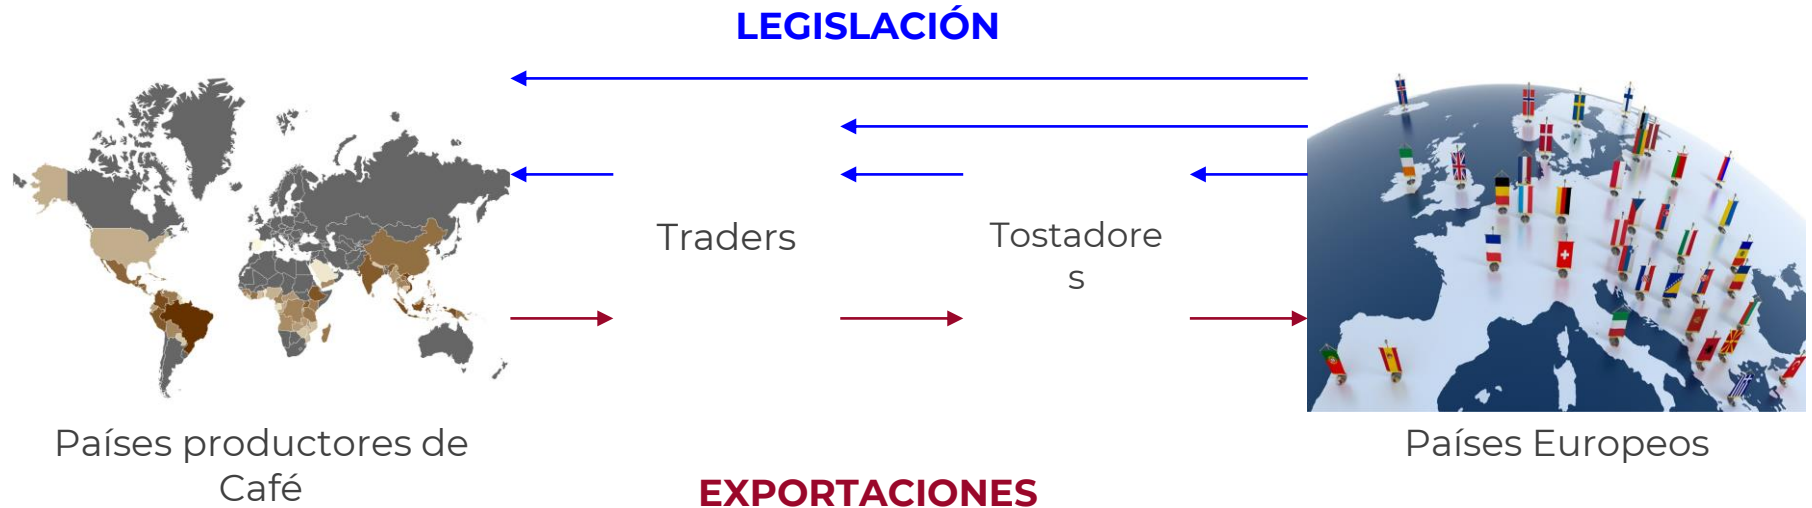 LEGISLACIÓN
Traders
Tostadore
s
Países productores de
Café
Países Europeos
EXPORTACIONES